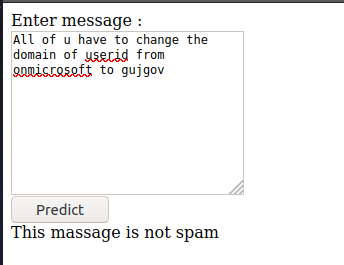 Enter message :
All of u have to change the
domain of userid from
onmicrosoft to gujgov
Predict
This massage is not spam